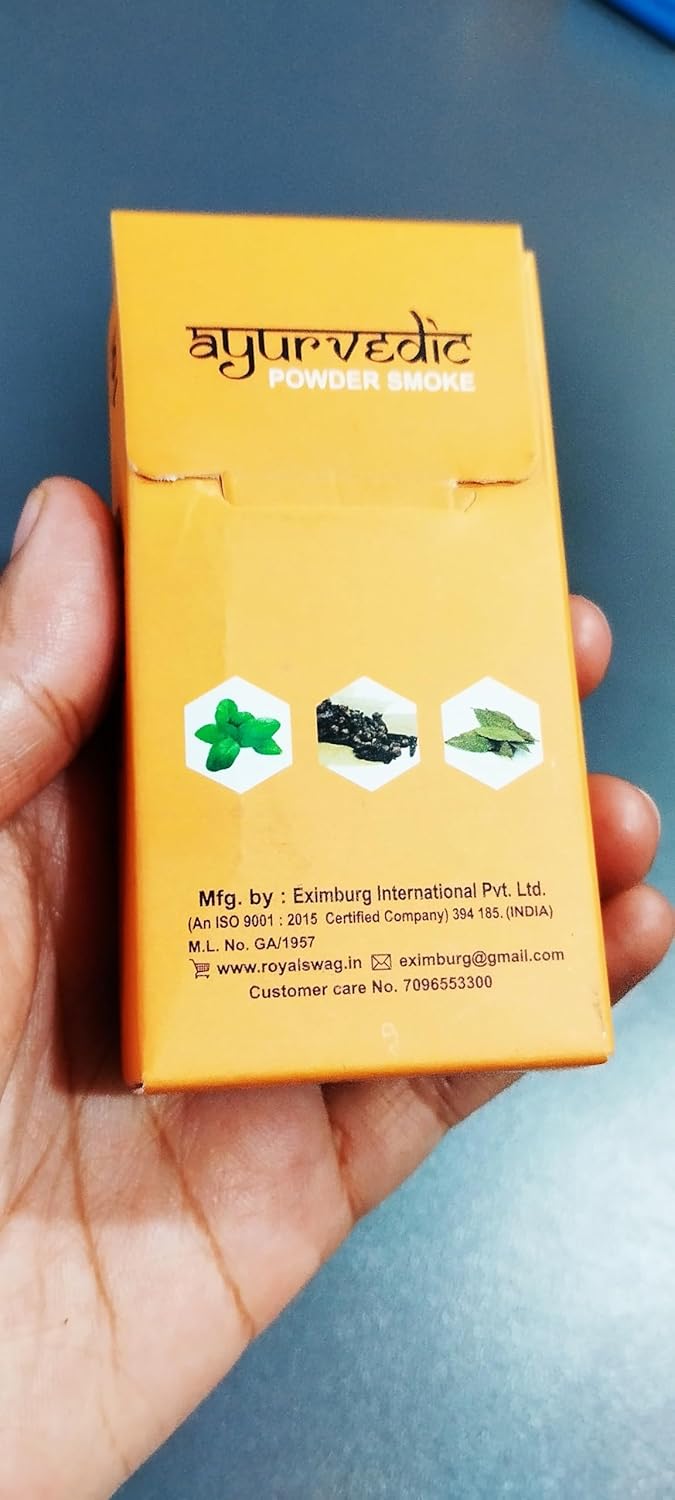 ayurvedic
POWDER SMOKE
Mfg. by : Eximburg International Pvt. Ltd.
(An ISO 9001 : 2015 Certified Company) 394 185. (INDIA)
M.L. No. GA/1957
www.royalswag.in eximburg@gmail.com
Customer care No. 7096553300